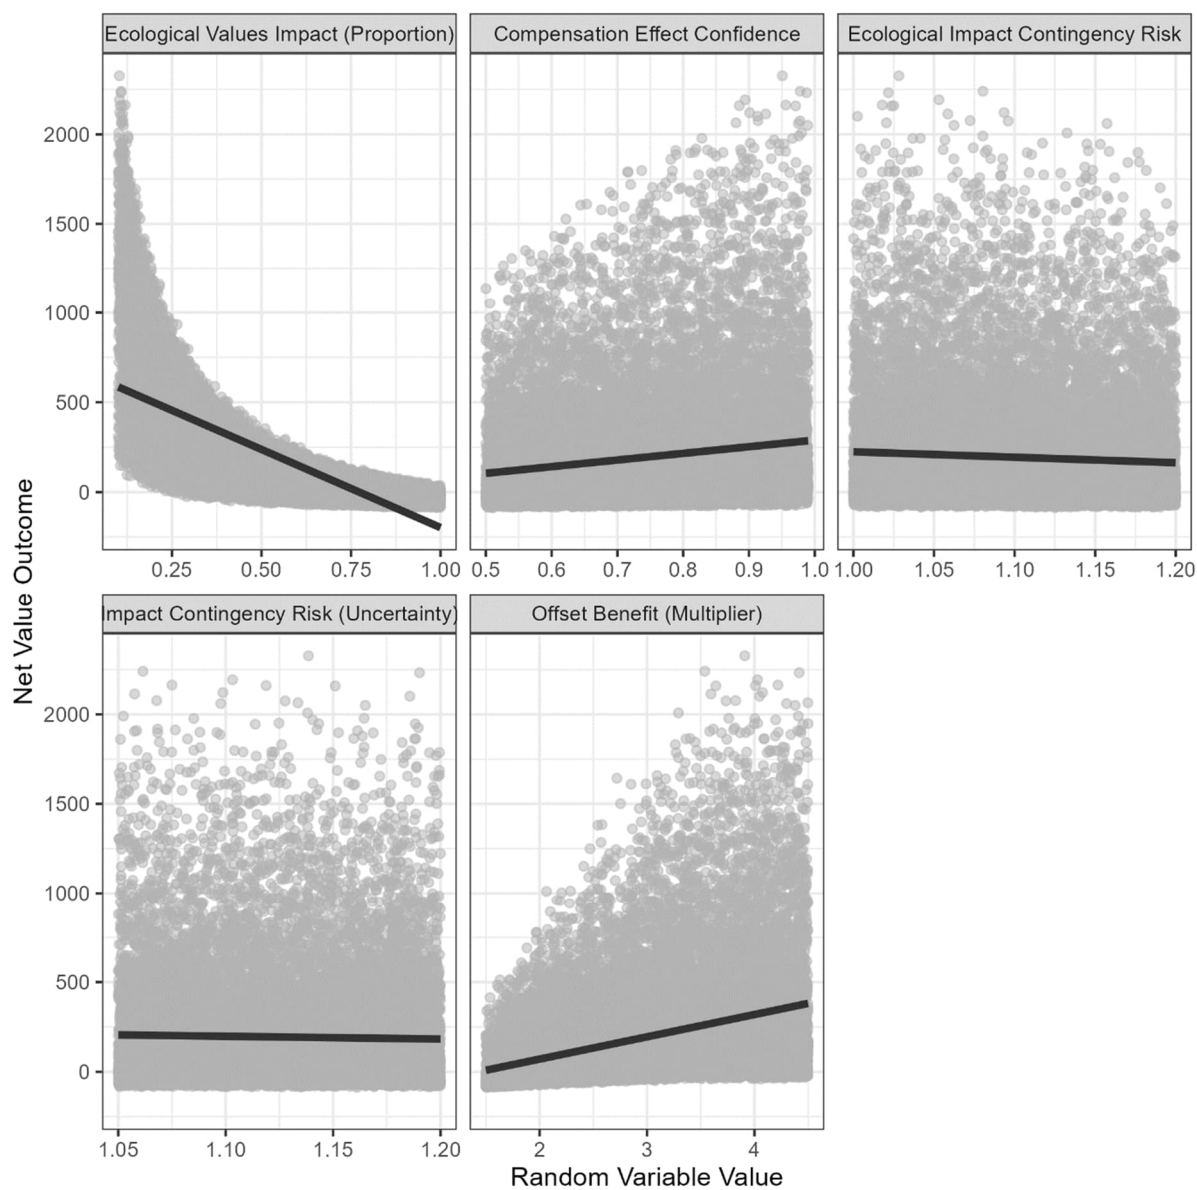 Ecological Values Impact (Proportion)
Compensation Effect Confidence
Ecological Impact Contingency Risk
2000
1500
1000
500
0
0.25 0.50 0.75 1.00
0.5 0.6 0.7 0.8 0.9 1.0
1.00 1.05 1.10 1.15 1.20
Net Value Outcome
Impact Contingency Risk (Uncertainty)
Offset Benefit (Multiplier)
2000
1500
1000
500
0
1.05 1.10 1.15 1.20
2 3 4
Random Variable Value